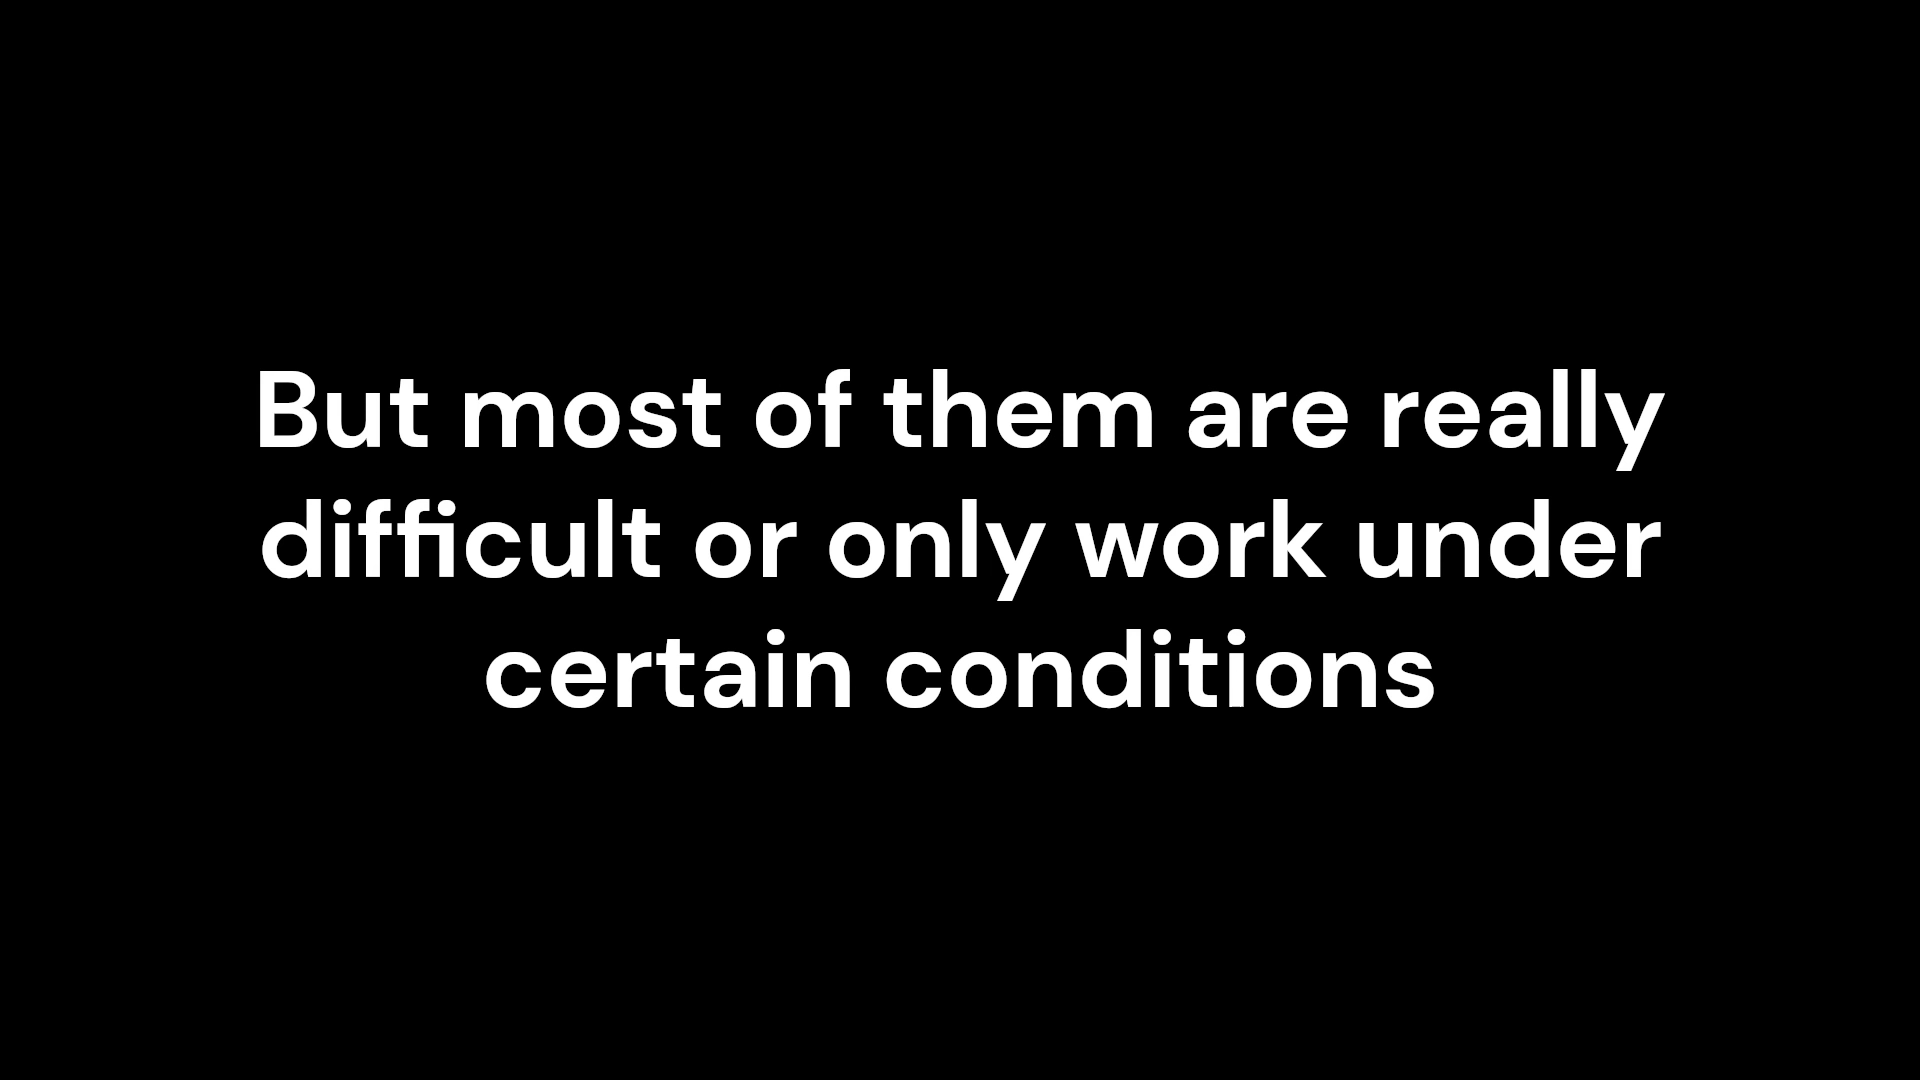 But most of them are really
difficult or only work under
certain conditions